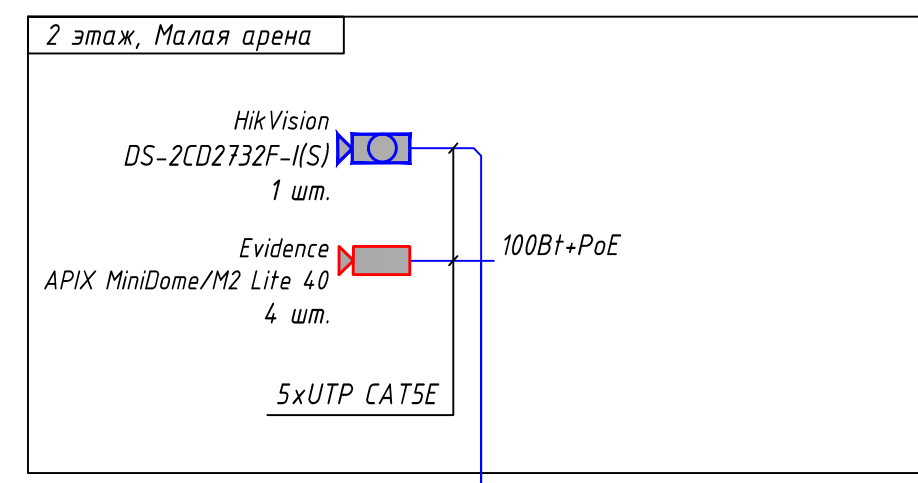 2 этаж, Малая арена
HikVision
DS-2CD2732F-I(S)
1 шт.
Evidence
APIX MiniDome/M2 Lite 40
4 шт.
100Bt+PoE
5xUTP CAT5E